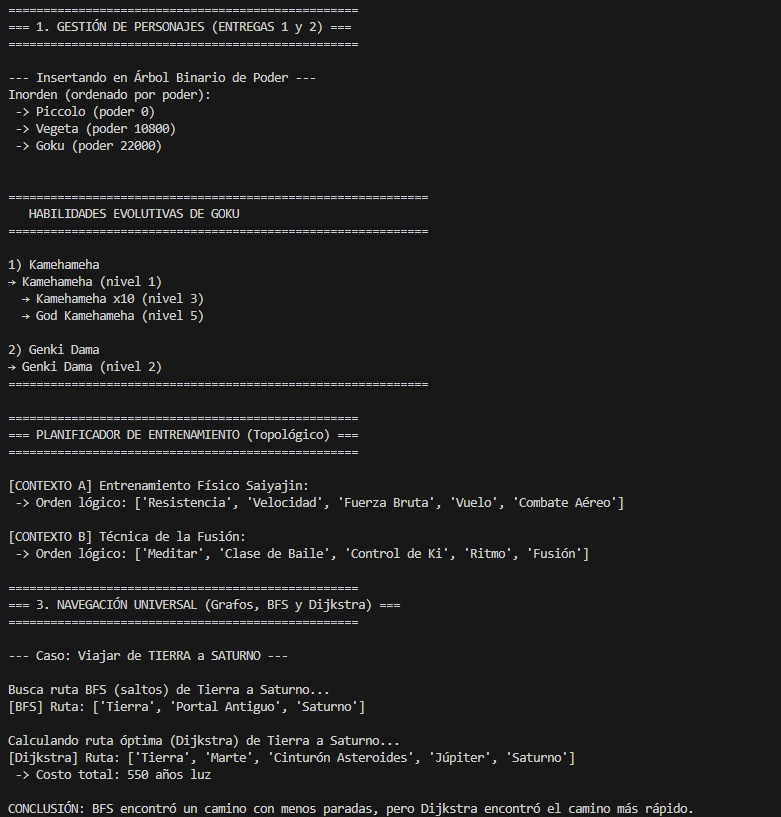 ==================================================
=== 1. GESTIÓN DE PERSONAJES (ENTREGAS 1 y 2) ===
==================================================
--- Insertando en Árbol Binario de Poder ---
Inorden (ordenado por poder):
-> Piccolo (poder 0)
-> Vegeta (poder 10800)
-> Goku (poder 22000)
============================================================
HABILIDADES EVOLUTIVAS DE GOKU
============================================================
1) Kamehameha
→ Kamehameha (nivel 1)
→ Kamehameha x10 (nivel 3)
→ God Kamehameha (nivel 5)
2) Genki Dama
→ Genki Dama (nivel 2)
============================================================
==================================================
=== PLANIFICADOR DE ENTRENAMIENTO (Topológico) ===
==================================================
[CONTEXTO A] Entrenamiento Físico Saiyajin:
-> Orden lógico: ['Resistencia', 'Velocidad', 'Fuerza Bruta', 'Vuelo', 'Combate Aéreo']
[CONTEXTO B] Técnica de la Fusión:
-> Orden lógico: ['Meditar', 'Clase de Baile', 'Control de Ki', 'Ritmo', 'Fusión']
==================================================
=== 3. NAVEGACIÓN UNIVERSAL (Grafos, BFS y Dijkstra) ===
==================================================
--- Caso: Viajar de TIERRA a SATURNO ---
Busca ruta BFS (saltos) de Tierra a Saturno...
[BFS] Ruta: ['Tierra', 'Portal Antiguo', 'Saturno']
Calculando ruta óptima (Dijkstra) de Tierra a Saturno...
[Dijkstra] Ruta: ['Tierra', 'Marte', 'Cinturón Asteroides', 'Júpiter', 'Saturno']
-> Costo total: 550 años luz
CONCLUSIÓN: BFS encontró un camino con menos paradas, pero Dijkstra encontró el camino más rápido.